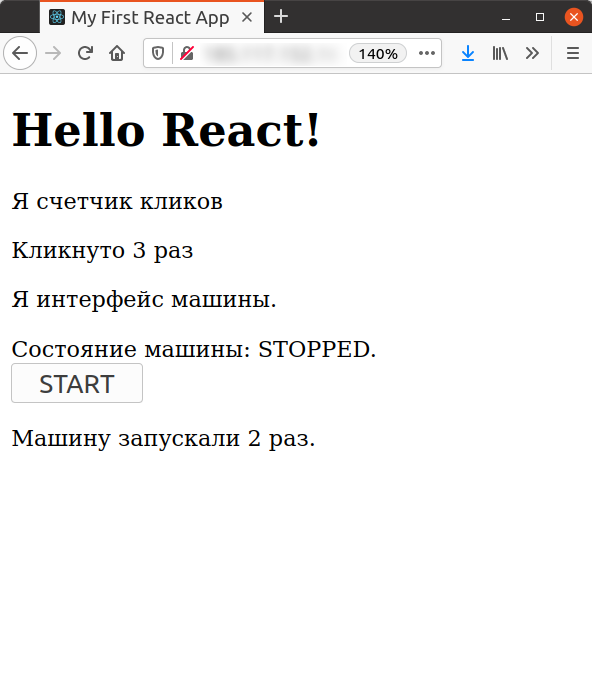 My First React App
140%
Hello React!
Я счетчик кликов
Кликнуто 3 раз
Я интерфейс машины.
Состояние машины: STOPPED.
START
Машину запускали 2 раз.